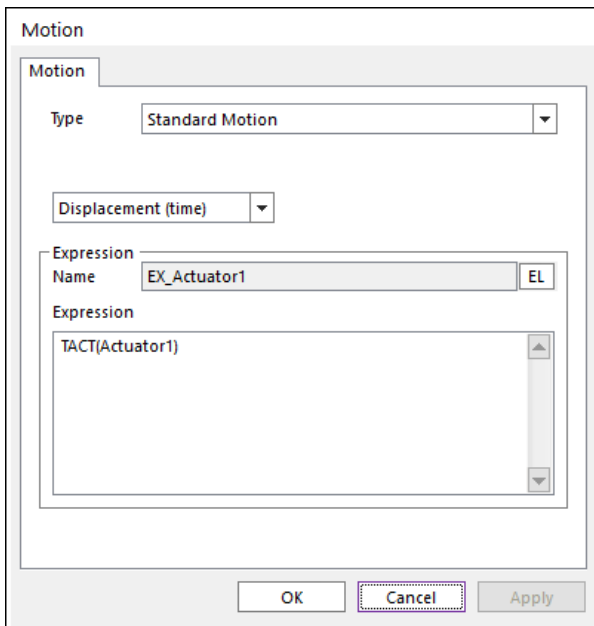 Motion
Motion
Type Standard Motion
Displacement (time)
Expression
Name EX_Actuator1 EL
Expression
TACT(Actuator1)
OK Cancel Apply